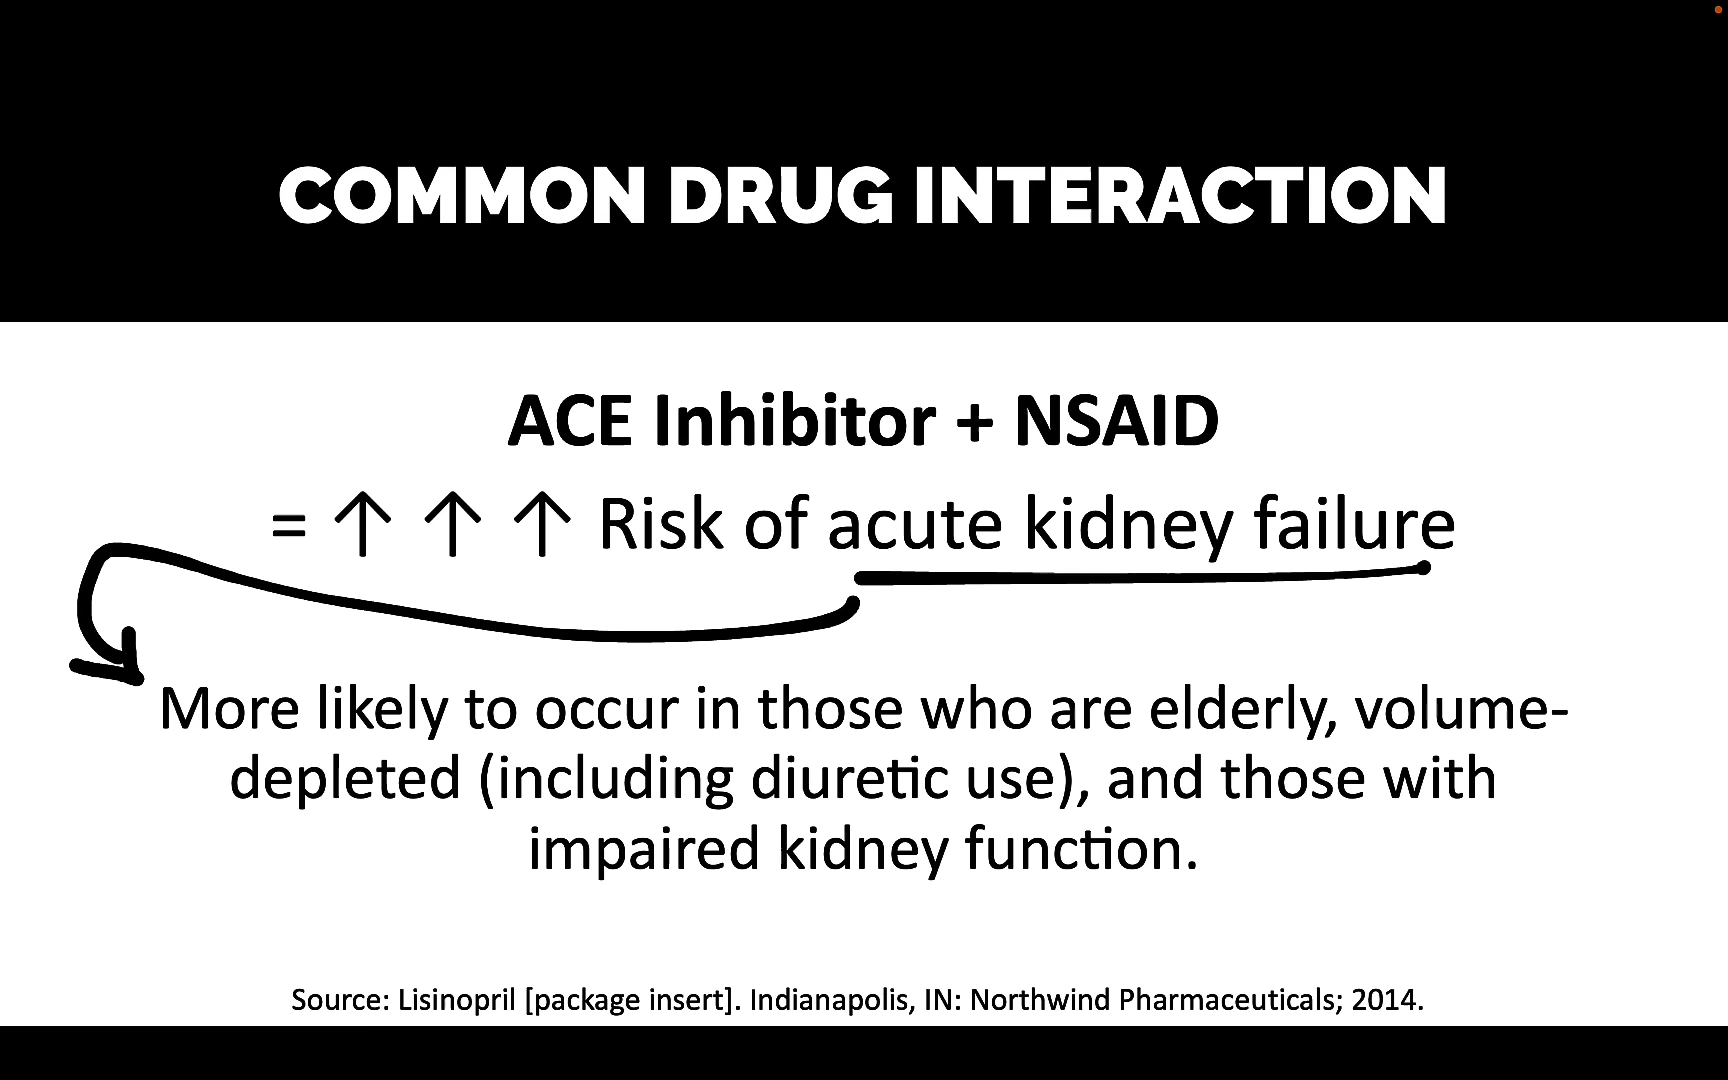 COMMON DRUG INTERACTION
ACE Inhibitor + NSAID
= ↑ ↑ ↑ Risk of acute kidney failure
More likely to occur in those who are elderly, volume-
depleted (including diuretic use), and those with
impaired kidney function.
Source: Lisinopril [package insert]. Indianapolis, IN: Northwind Pharmaceuticals; 2014.